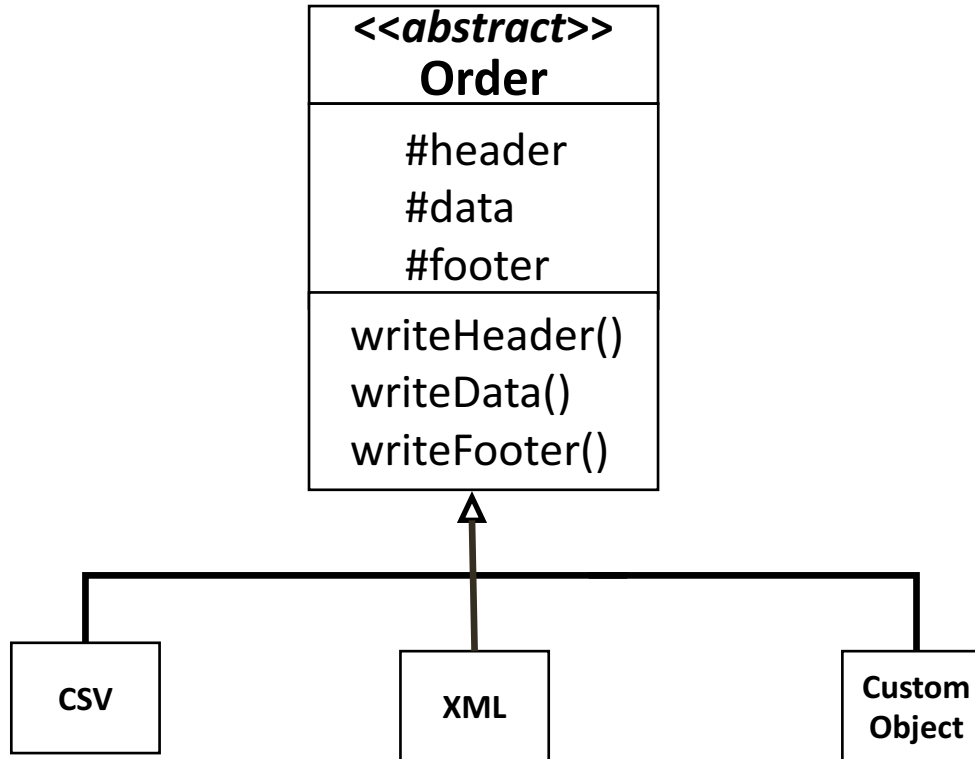 <<abstract>>
Order
#header
#data
#footer
writeHeader()
writeData()
writeFooter()
CSV
XML
Custom
Object